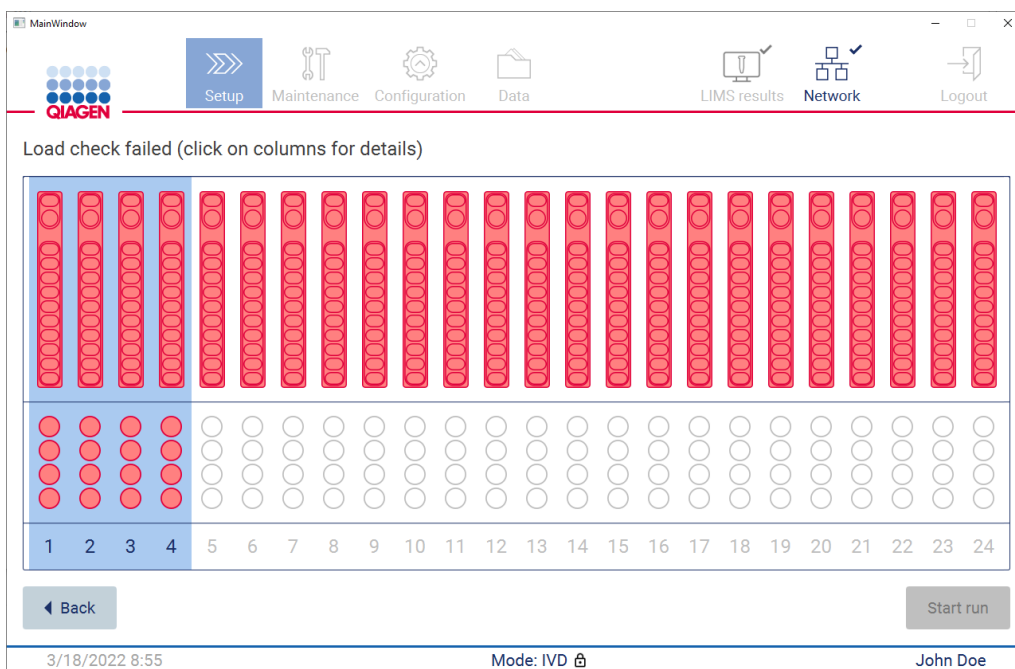 MainWindow
QIAGEN
Setup Maintenance Configuration Data LIMS results Network Logout
Load check failed (click on columns for details)
1 2 3 4 5 6 7 8 9 10 11 12 13 14 15 16 17 18 19 20 21 22 23 24
Back Start run
3/18/2022 8:55 Mode: IVD John Doe